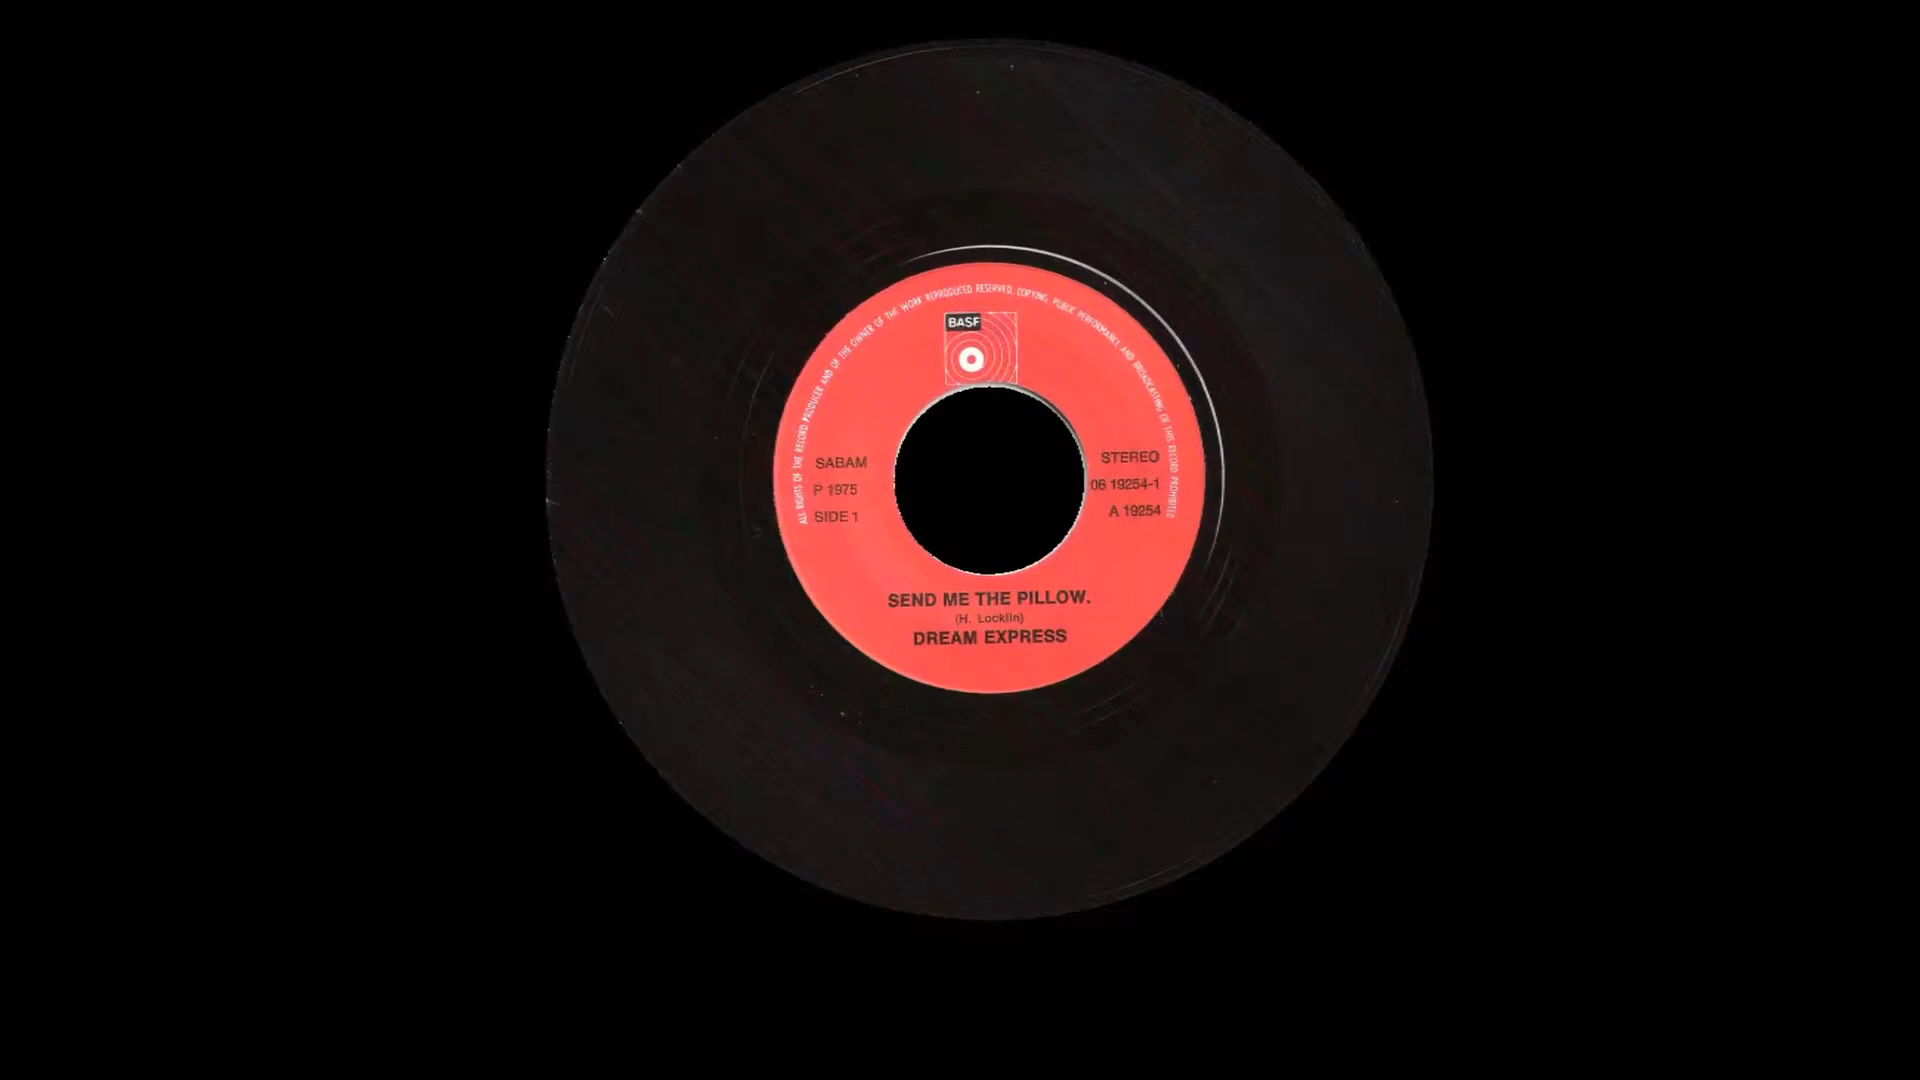 ALL RIGHTS OF THE RECORD PRODUCER AND OF THE OWNER OF THE WORK REPRODUCED RESERVED. COPYING, PUBLIC PERFORMANCE AND BROADCASTING OF THIS RECORD PROHIBITED
BASF
SABAM
P 1975
SIDE 1
STEREO
06 19254-1
A 19254
SEND ME THE PILLOW.
(H. Locklin)
DREAM EXPRESS